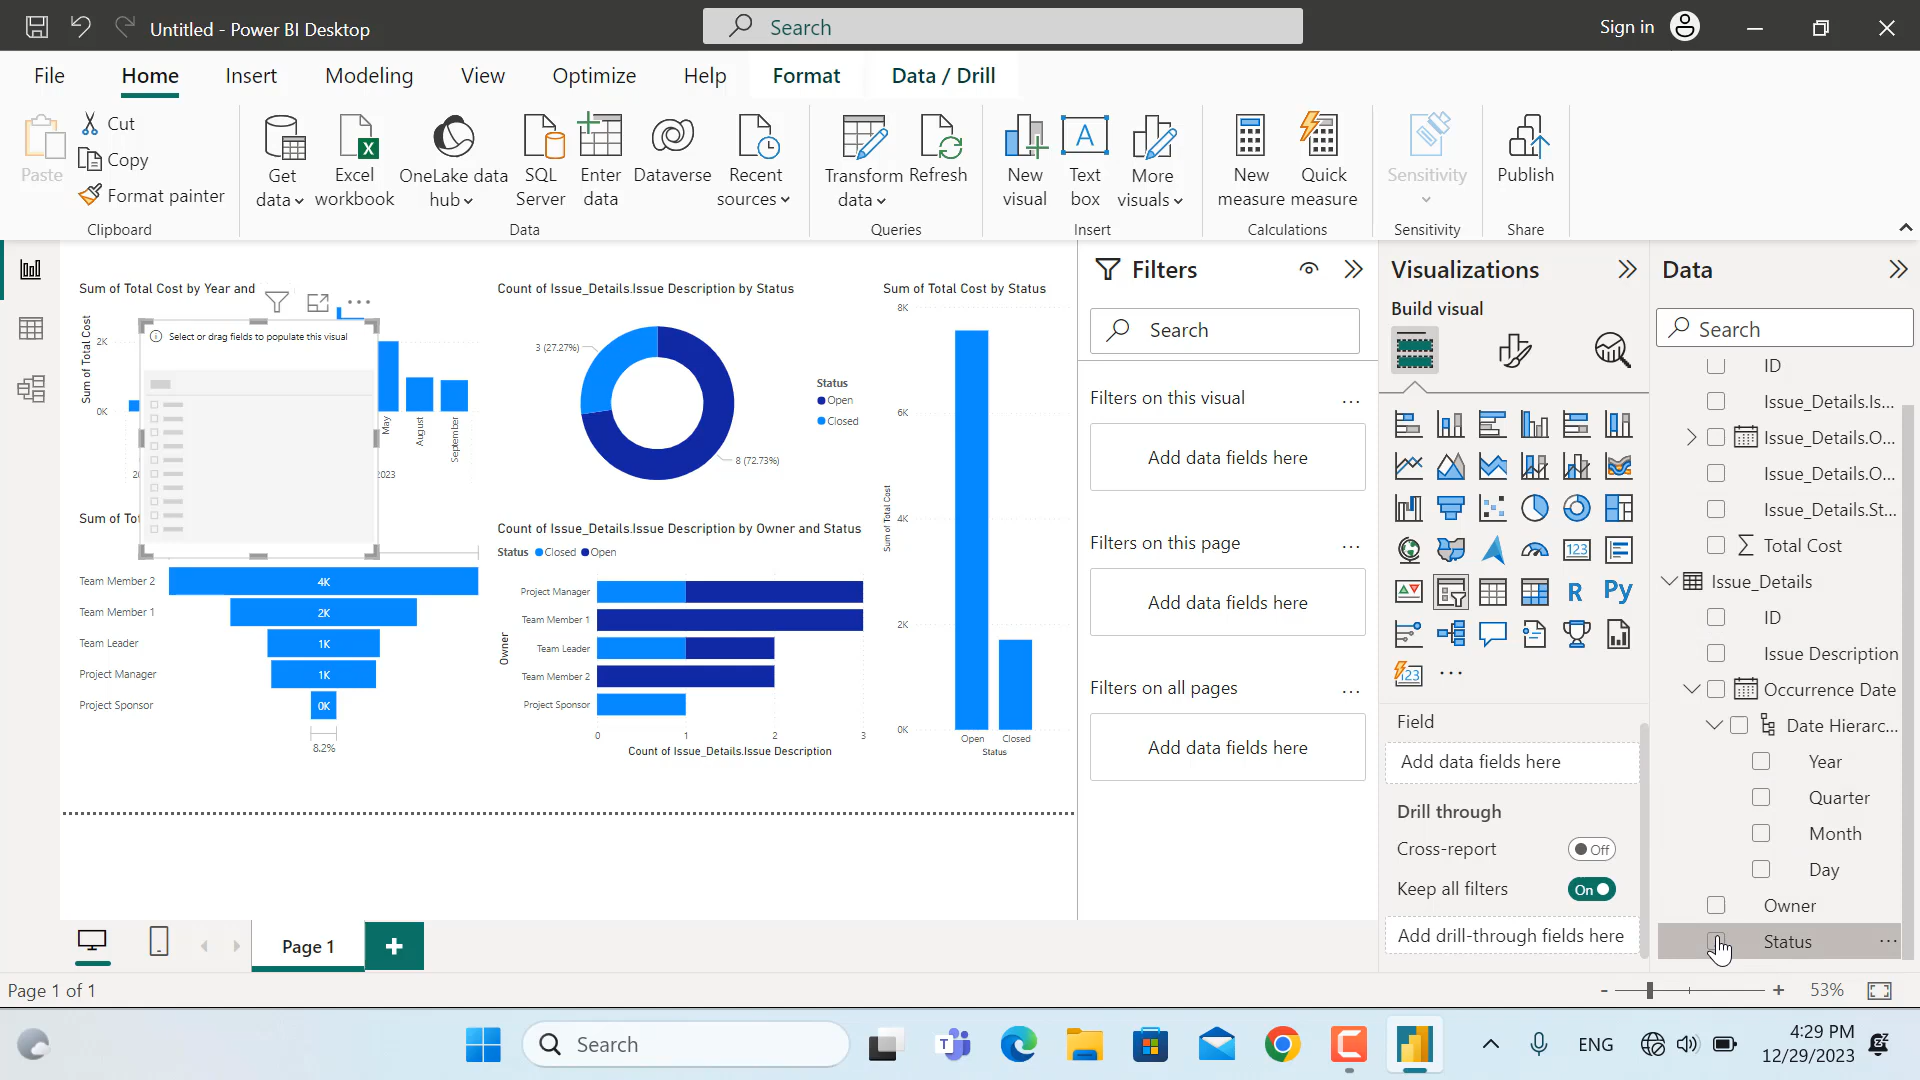 Untitled - Power BI Desktop
Search
Sign in
File
Home
Insert
Modeling
View
Optimize
Help
Format
Data / Drill
Paste
Cut
Copy
Format painter
Clipboard
Get
data
Excel
workbook
OneLake data
hub
SQL
Server
Enter
data
Dataverse
Recent
sources
Data
Transform
data
Refresh
Queries
New
visual
Text
box
More
visuals
Insert
New
measure
Quick
measure
Calculations
Sensitivity
Sensitivity
Publish
Share
Sum of Total Cost by Year and
Sum of Total Cost
2K
0K
May
August
September
20
2023
Select or drag fields to populate this visual
Sum of Tot
Team Member 2
4K
Team Member 1
2K
Team Leader
1K
Project Manager
1K
Project Sponsor
0K
8.2%
Count of Issue_Details.Issue Description by Status
3 (27.27%)
8 (72.73%)
Status
Open
Closed
Count of Issue_Details.Issue Description by Owner and Status
Status Closed Open
Owner
Project Manager
Team Member 1
Team Leader
Team Member 2
Project Sponsor
0 1 2 3
Count of Issue_Details.Issue Description
Sum of Total Cost by Status
Sum of Total Cost
8K
6K
4K
2K
0K
Open Closed
Status
Filters
Search
Filters on this visual
...
Add data fields here
Filters on this page
...
Add data fields here
Filters on all pages
...
Add data fields here
Visualizations
Build visual
123
R
Py
123
...
Field
Add data fields here
Drill through
Cross-report
Off
Keep all filters
On
Add drill-through fields here
Data
Search
ID
Issue_Details.Is...
Issue_Details.O...
Issue_Details.O...
Issue_Details.St...
Σ Total Cost
Issue_Details
ID
Issue Description
Occurrence Date
Date Hierarc...
Year
Quarter
Month
Day
Owner
Status
...
Page 1
+
Page 1 of 1
- + 53%
Search
ENG
4:29 PM
12/29/2023